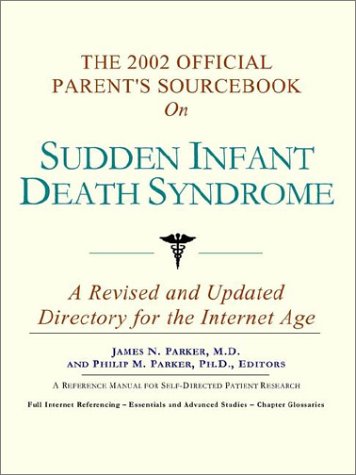 THE 2002 OFFICIAL
PARENT'S SOURCEBOOK
On
SUDDEN INFANT
DEATH SYNDROME
A Revised and Updated
Directory for the Internet Age
JAMES N. PARKER, M.D.
AND PHILIP M. PARKER, PH.D., EDITORS
A REFERENCE MANUAL FOR SELF-DIRECTED PATIENT RESEARCH
Full Internet Referencing – Essentials and Advanced Studies – Chapter Glossaries